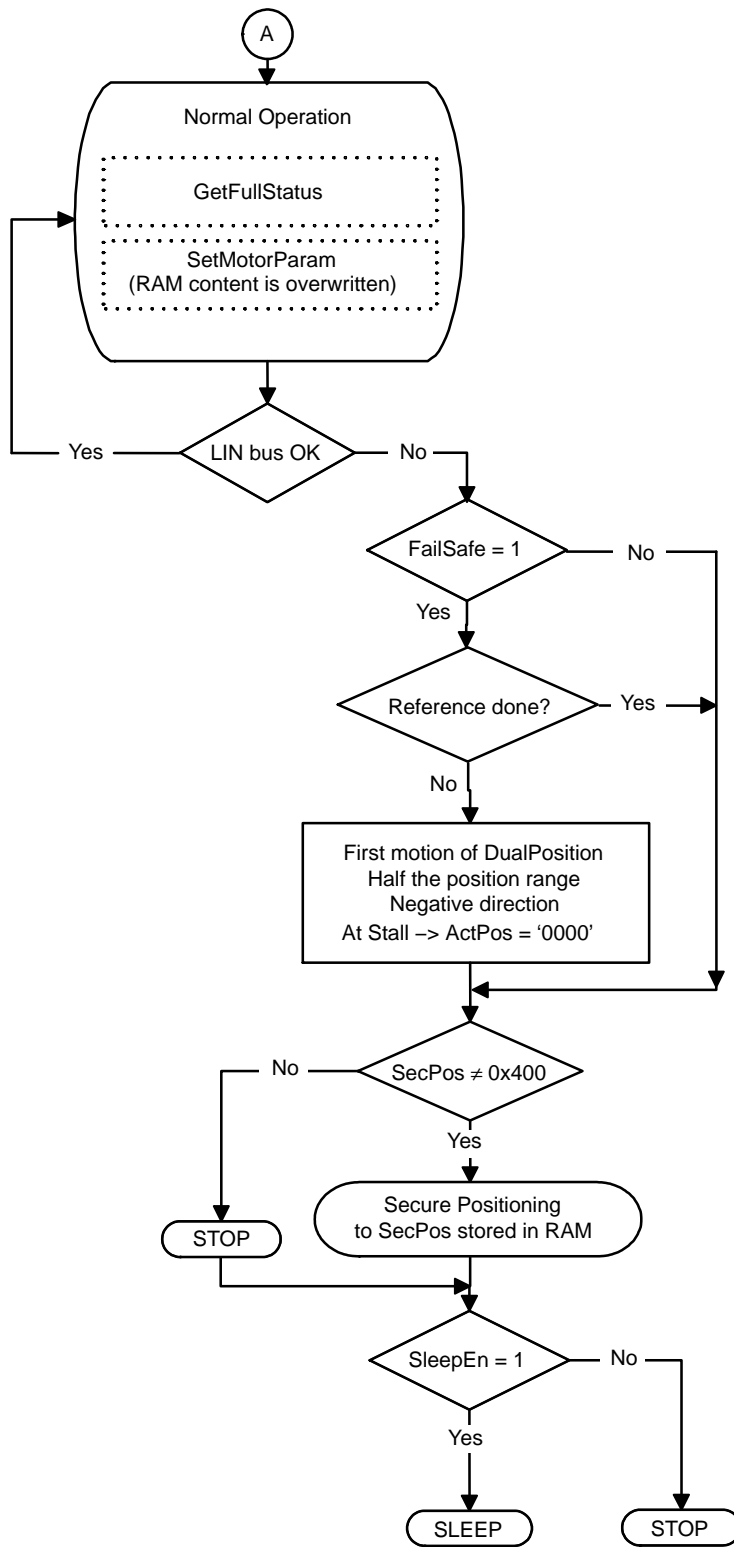 A
Normal Operation
GetFullStatus
SetMotorParam
(RAM content is overwritten)
Yes
LIN bus OK
No
FailSafe = 1
No
Yes
Reference done?
Yes
No
First motion of DualPosition
Half the position range
Negative direction
At Stall −> ActPos = ‘0000’
SecPos ≠ 0x400
No
Yes
Secure Positioning
to SecPos stored in RAM
STOP
SleepEn = 1
No
Yes
SLEEP
STOP